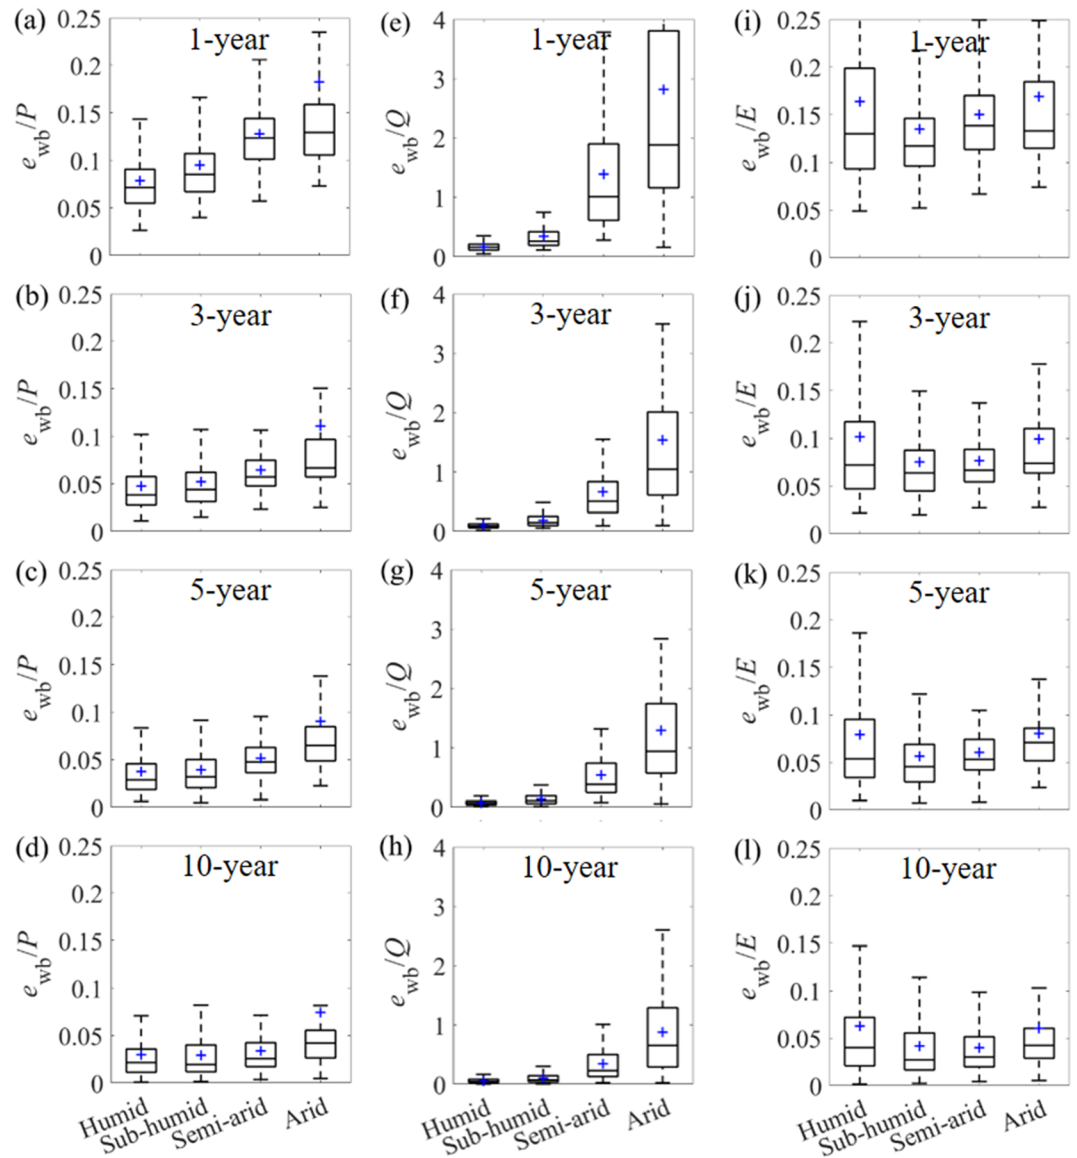 (a) 0.25 1-year
0.2
0.15
0.1
0.05
0
e_wb/P
(e) 4 1-year
3
2
1
0
e_wb/Q
(i) 0.25 1-year
0.2
0.15
0.1
0.05
0
e_wb/E
(b) 0.25 3-year
0.2
0.15
0.1
0.05
0
e_wb/P
(f) 4 3-year
3
2
1
0
e_wb/Q
(j) 0.25 3-year
0.2
0.15
0.1
0.05
0
e_wb/E
(c) 0.25 5-year
0.2
0.15
0.1
0.05
0
e_wb/P
(g) 4 5-year
3
2
1
0
e_wb/Q
(k) 0.25 5-year
0.2
0.15
0.1
0.05
0
e_wb/E
(d) 0.25 10-year
0.2
0.15
0.1
0.05
0
e_wb/P
Humid Sub-humid Semi-arid Arid
(h) 4 10-year
3
2
1
0
e_wb/Q
Humid Sub-humid Semi-arid Arid
(l) 0.25 10-year
0.2
0.15
0.1
0.05
0
e_wb/E
Humid Sub-humid Semi-arid Arid